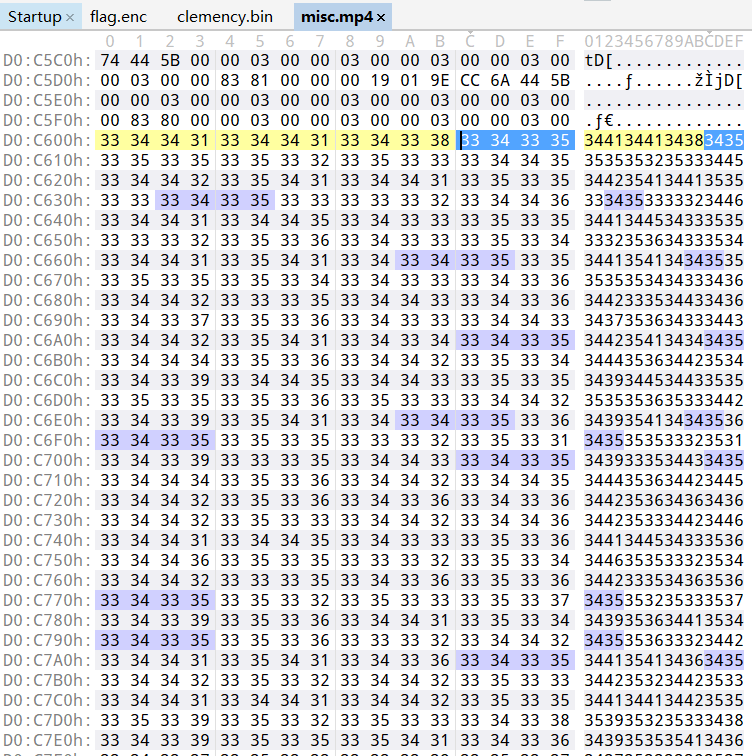 Startup × flag.enc clemency.bin misc.mp4 ×
0 1 2 3 4 5 6 7 8 9 A B C D E F 0123456789ABCDEF
D0:C5C0h: 74 44 5B 00 00 03 00 00 03 00 00 03 00 00 03 00 tD[.............
D0:C5D0h: 00 03 00 00 83 81 00 00 00 19 01 9E CC 6A 44 5B ....ƒ......žÌjD[
D0:C5E0h: 00 00 03 00 00 03 00 00 03 00 00 03 00 00 03 00 ................
D0:C5F0h: 00 83 80 00 00 03 00 00 03 00 00 03 00 00 03 00 .ƒ€.............
D0:C600h: 33 34 34 31 33 34 34 31 33 34 33 38 33 34 33 35 3441344134383435
D0:C610h: 33 35 33 35 33 35 33 32 33 35 33 33 33 34 34 35 3535353235333445
D0:C620h: 33 34 34 32 33 35 34 31 33 34 34 31 33 35 33 35 3442354134413535
D0:C630h: 33 33 33 34 33 35 33 33 33 33 33 32 33 34 34 36 3334353333323446
D0:C640h: 33 34 34 31 33 34 34 35 33 34 33 33 33 35 33 35 3441344534333535
D0:C650h: 33 33 33 32 33 35 33 36 33 34 33 33 33 35 33 34 3332353634333534
D0:C660h: 33 34 34 31 33 35 34 31 33 34 33 34 33 35 33 35 3441354134343535
D0:C670h: 33 35 33 35 33 35 33 34 33 34 33 33 33 34 33 36 3535353434333436
D0:C680h: 33 34 34 32 33 33 33 35 33 34 34 33 33 34 33 36 3442333534433436
D0:C690h: 33 34 33 37 33 35 33 36 33 34 33 33 33 34 34 33 3437353634333443
D0:C6A0h: 33 34 34 32 33 35 34 31 33 34 33 34 33 34 33 35 3442354134343435
D0:C6B0h: 33 34 34 34 33 35 33 36 33 34 34 32 33 35 33 34 3444353634423534
D0:C6C0h: 33 34 33 39 33 34 34 35 33 34 33 33 33 35 33 35 3439344534333535
D0:C6D0h: 33 35 33 35 33 35 33 36 33 35 33 33 33 34 34 32 3535353635333442
D0:C6E0h: 33 34 33 39 33 35 34 31 33 34 33 34 33 35 33 36 3439354134343536
D0:C6F0h: 33 34 33 35 33 35 33 35 33 33 33 32 33 35 33 31 3435353533323531
D0:C700h: 33 34 33 39 33 33 33 35 33 34 34 33 33 34 33 35 3439333534433435
D0:C710h: 33 34 34 34 33 35 33 36 33 34 34 32 33 34 34 35 3444353634423445
D0:C720h: 33 34 34 32 33 35 33 36 33 34 33 36 33 34 33 36 3442353634363436
D0:C730h: 33 34 34 32 33 35 33 33 33 34 34 32 33 34 34 36 3442353334423446
D0:C740h: 33 34 34 31 33 34 34 35 33 34 33 33 33 35 33 36 3441344534333536
D0:C750h: 33 34 34 36 33 35 33 35 33 33 33 32 33 35 33 34 3446353533323534
D0:C760h: 33 34 34 32 33 33 33 35 33 34 33 36 33 35 33 36 3442333534363536
D0:C770h: 33 34 33 35 33 35 33 32 33 35 33 33 33 35 33 37 3435353235333537
D0:C780h: 33 34 33 39 33 35 33 36 33 34 34 31 33 35 33 34 3439353634413534
D0:C790h: 33 34 33 35 33 35 33 36 33 33 33 32 33 34 34 32 3435353633323442
D0:C7A0h: 33 34 34 31 33 35 34 31 33 34 33 36 33 34 33 35 3441354134363435
D0:C7B0h: 33 34 34 32 33 35 33 32 33 34 34 32 33 35 33 33 3442353234423533
D0:C7C0h: 33 34 34 31 33 34 34 31 33 34 34 32 33 35 33 35 3441344134423535
D0:C7D0h: 33 35 33 39 33 35 33 32 33 35 33 33 33 34 33 38 3539353235333438
D0:C7E0h: 33 34 33 39 33 35 33 35 33 35 34 31 33 34 33 36 3439353535413436